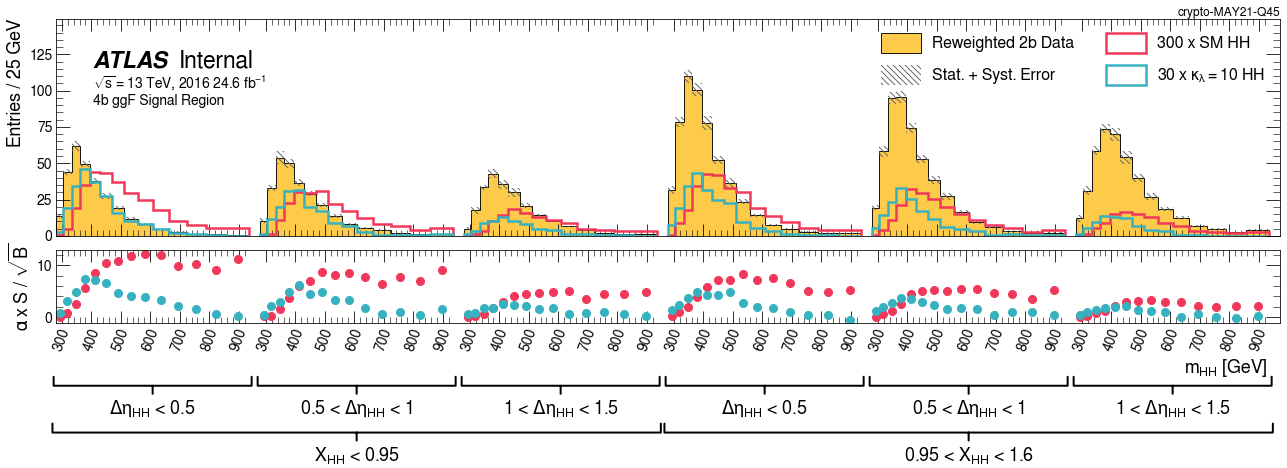 crypto-MAY21-Q45
Entries / 25 GeV
125
100
75
50
25
0
ATLAS Internal
√s = 13 TeV, 2016 24.6 fb⁻¹
4b ggF Signal Region
Reweighted 2b Data
Stat. + Syst. Error
300 x SM HH
30 x κλ = 10 HH
α x S / √B
10
0
300 400 500 600 700 800 900 300 400 500 600 700 800 900 300 400 500 600 700 800 900 300 400 500 600 700 800 900 300 400 500 600 700 800 900 300 400 500 600 700 800 900
mHH [GeV]
ΔηHH < 0.5 0.5 < ΔηHH < 1 1 < ΔηHH < 1.5 ΔηHH < 0.5 0.5 < ΔηHH < 1 1 < ΔηHH < 1.5
XHH < 0.95 0.95 < XHH < 1.6